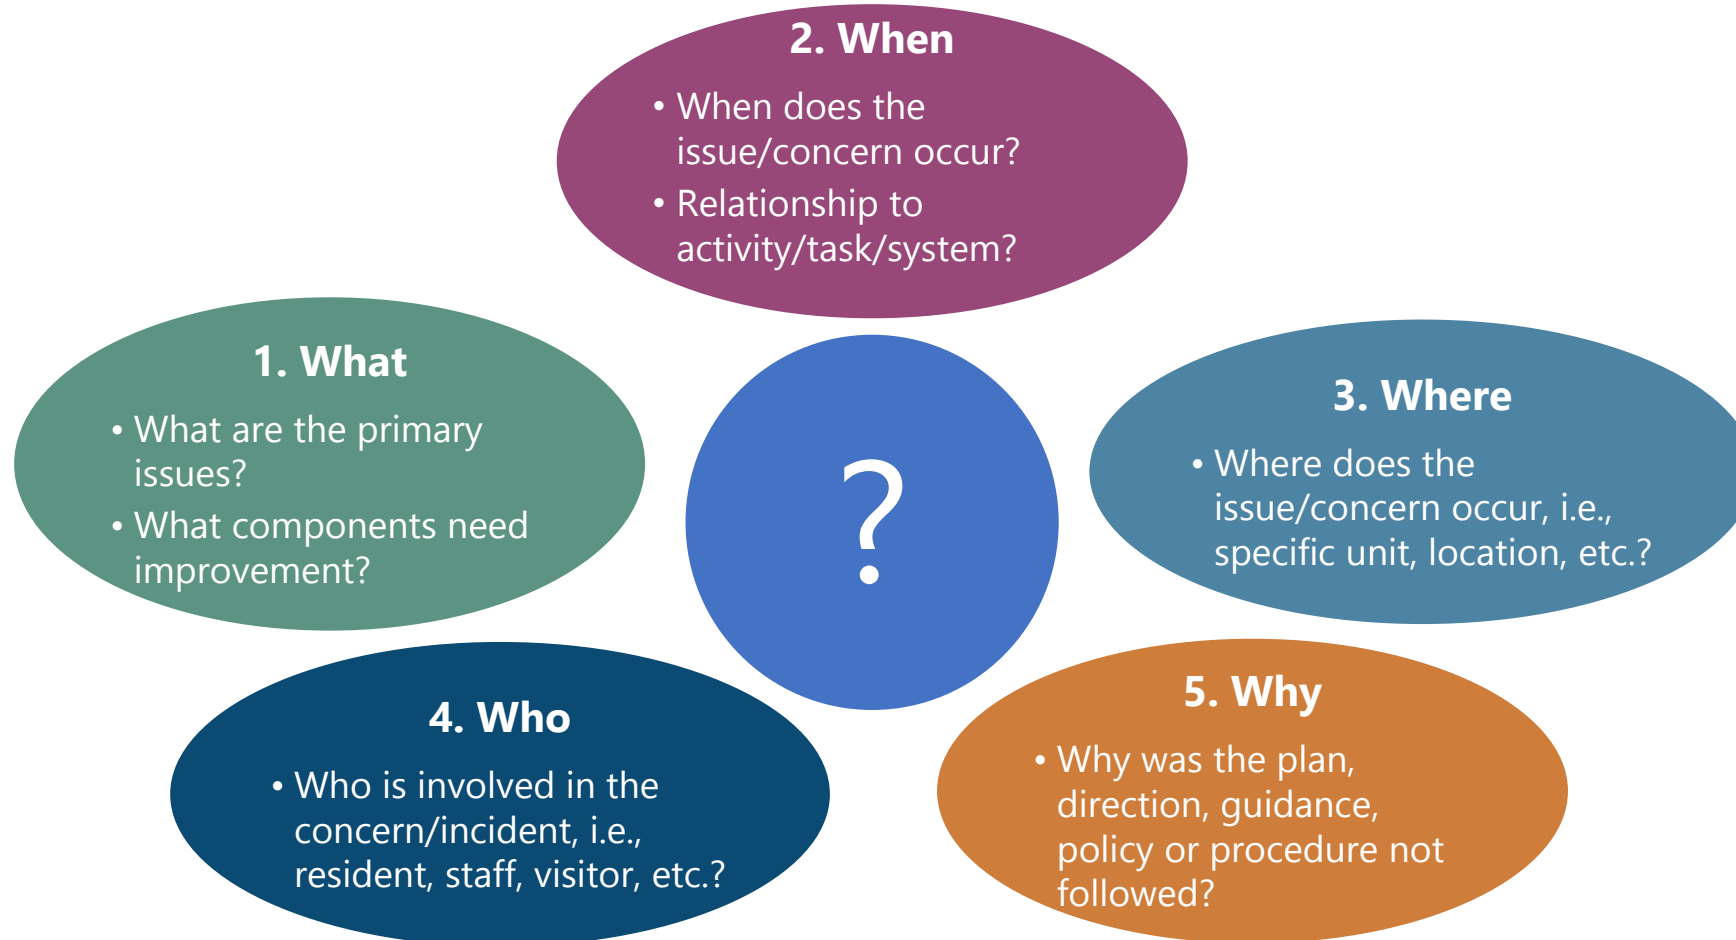 1. What
• What are the primary
issues?
• What components need
improvement?
2. When
• When does the
issue/concern occur?
• Relationship to
activity/task/system?
3. Where
• Where does the
issue/concern occur, i.e.,
specific unit, location, etc.?
4. Who
• Who is involved in the
concern/incident, i.e.,
resident, staff, visitor, etc.?
5. Why
• Why was the plan,
direction, guidance,
policy or procedure not
followed?
?